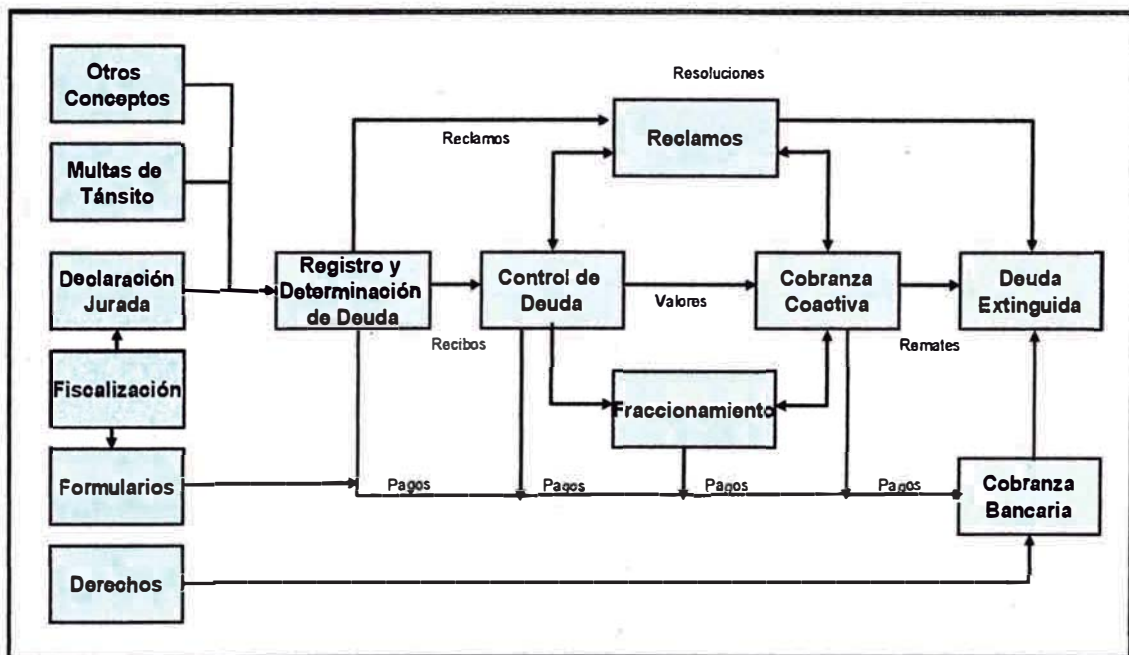 Otros
Conceptos
Multas de
Tánsito
Declaración
Jurada
Fiscalización
Formularios
Derechos
Registro y
Determinación
de Deuda
Reclamos
Recibos
Control de
Deuda
Resoluciones
Reclamos
Valores
Fraccionamiento
Cobranza
Coactiva
Remates
Deuda
Extinguida
Pagos
Pagos
Pagos
Pagos
Cobranza
Bancaria